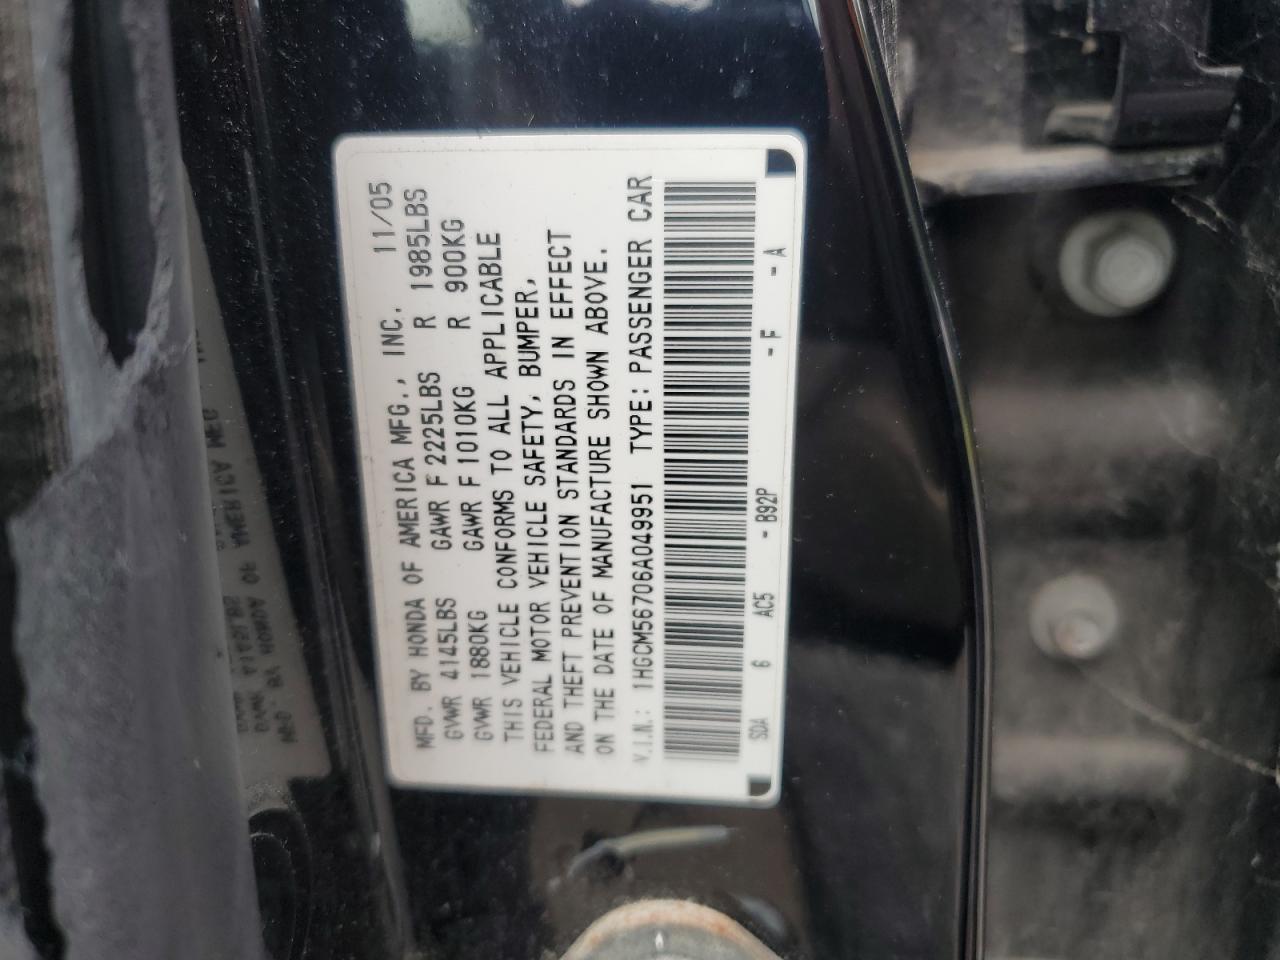 MFD. BY HONDA OF AMERICA MFG., INC. 11/05
GVWR 4145LBS GAWR F 2225LBS R 1985LBS
GVWR 1880KG GAWR F 1010KG R 900KG
THIS VEHICLE CONFORMS TO ALL APPLICABLE
FEDERAL MOTOR VEHICLE SAFETY, BUMPER,
AND THEFT PREVENTION STANDARDS IN EFFECT
ON THE DATE OF MANUFACTURE SHOWN ABOVE.
V.I.N.: 1HGCM56706A049951 TYPE: PASSENGER CAR
SDA 6 AC5 - B92P - F - A